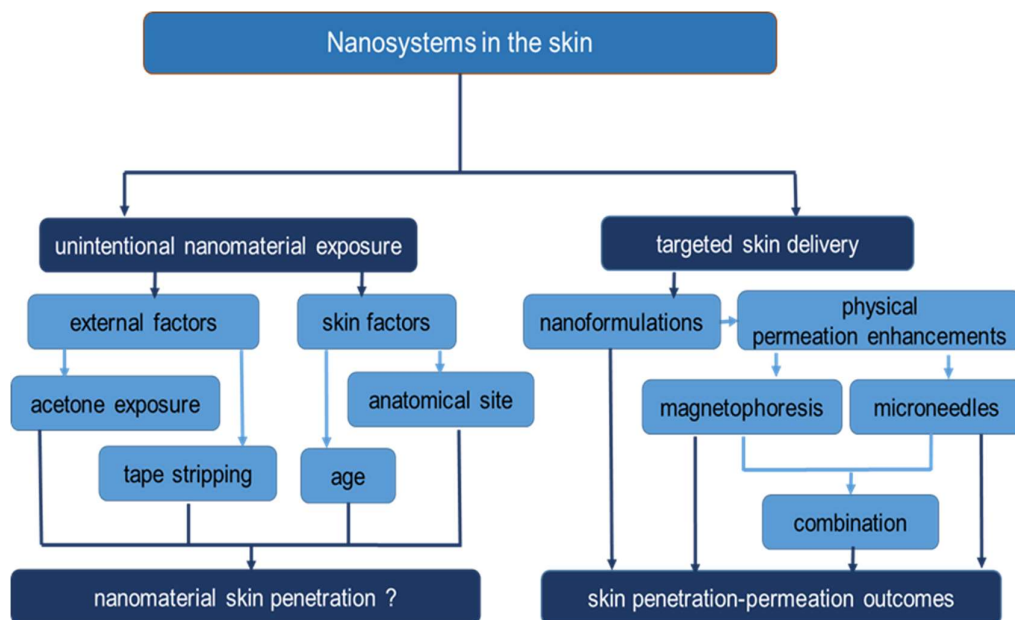 Nanosystems in the skin
unintentional nanomaterial exposure
targeted skin delivery
external factors
skin factors
nanoformulations
physical
permeation enhancements
acetone exposure
anatomical site
magnetophoresis
microneedles
tape stripping
age
combination
nanomaterial skin penetration ?
skin penetration-permeation outcomes